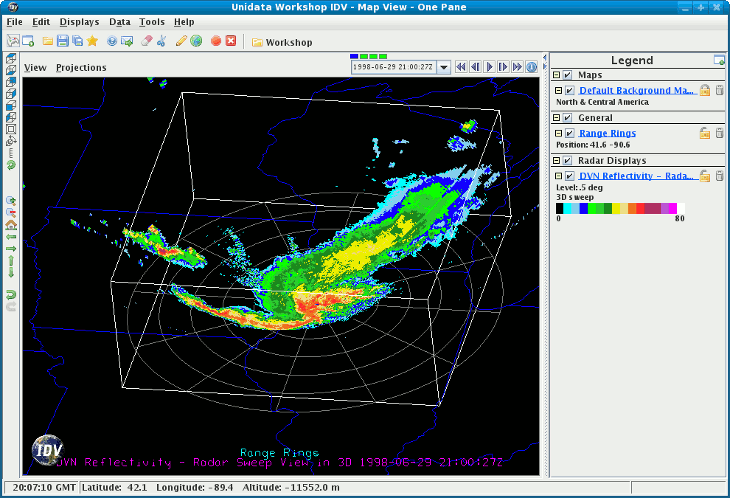 Unidata Workshop IDV - Map View - One Pane
File Edit Displays Data Tools Help
Workshop
View Projections
1998-06-29 21:00:27Z
Legend
Maps
Default Background Ma...
North & Central America
General
Range Rings
Position: 41.6 -90.6
Radar Displays
DVN Reflectivity - Rada...
Level: .5 deg
3D sweep
0 80
IDV
Range Rings
DVN Reflectivity - Radar Sweep View in 3D 1998-06-29 21:00:27Z
20:07:10 GMT Latitude: 42.1 Longitude: -89.4 Altitude: -11552.0 m